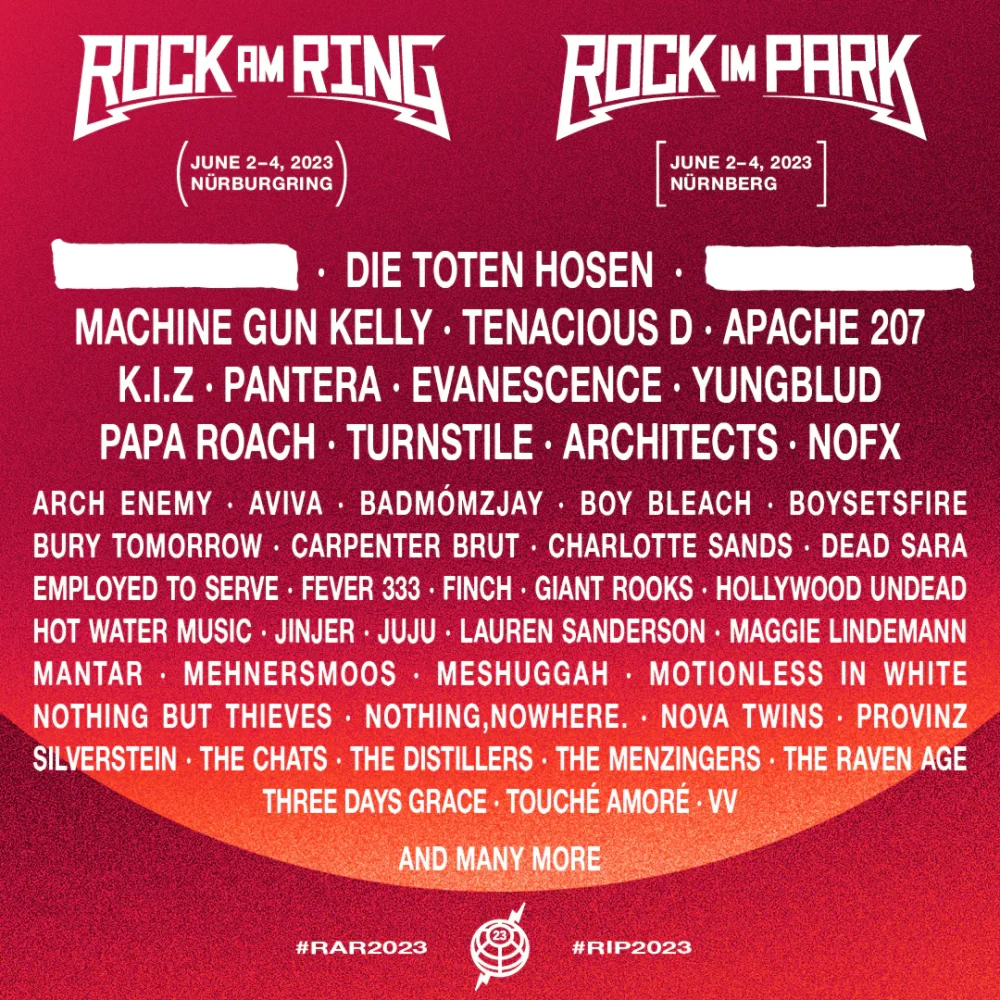 ROCK AM RING
JUNE 2–4, 2023
NÜRBURGRING
ROCK IM PARK
JUNE 2–4, 2023
NÜRNBERG
· DIE TOTEN HOSEN ·
MACHINE GUN KELLY · TENACIOUS D · APACHE 207
K.I.Z · PANTERA · EVANESCENCE · YUNGBLUD
PAPA ROACH · TURNSTILE · ARCHITECTS · NOFX
ARCH ENEMY · AVIVA · BADMÓMZJAY · BOY BLEACH · BOYSETSFIRE
BURY TOMORROW · CARPENTER BRUT · CHARLOTTE SANDS · DEAD SARA
EMPLOYED TO SERVE · FEVER 333 · FINCH · GIANT ROOKS · HOLLYWOOD UNDEAD
HOT WATER MUSIC · JINJER · JUJU · LAUREN SANDERSON · MAGGIE LINDEMANN
MANTAR · MEHNERSMOOS · MESHUGGAH · MOTIONLESS IN WHITE
NOTHING BUT THIEVES · NOTHING,NOWHERE. · NOVA TWINS · PROVINZ
SILVERSTEIN · THE CHATS · THE DISTILLERS · THE MENZINGERS · THE RAVEN AGE
THREE DAYS GRACE · TOUCHÉ AMORÉ · VV
AND MANY MORE
#RAR2023
23
#RIP2023